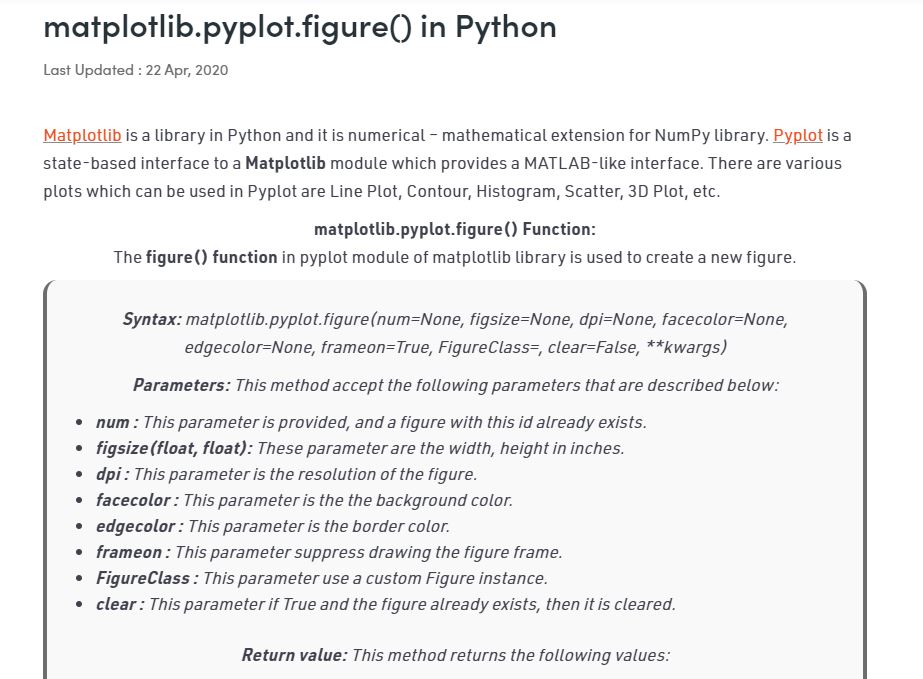 matplotlib.pyplot.figure() in Python
Last Updated : 22 Apr, 2020
Matplotlib is a library in Python and it is numerical – mathematical extension for NumPy library. Pyplot is a
state-based interface to a Matplotlib module which provides a MATLAB-like interface. There are various
plots which can be used in Pyplot are Line Plot, Contour, Histogram, Scatter, 3D Plot, etc.
matplotlib.pyplot.figure() Function:
The figure() function in pyplot module of matplotlib library is used to create a new figure.
Syntax: matplotlib.pyplot.figure(num=None, figsize=None, dpi=None, facecolor=None,
edgecolor=None, frameon=True, FigureClass=, clear=False, **kwargs)
Parameters: This method accept the following parameters that are described below:
• num : This parameter is provided, and a figure with this id already exists.
• figsize(float, float): These parameter are the width, height in inches.
• dpi : This parameter is the resolution of the figure.
• facecolor : This parameter is the the background color.
• edgecolor : This parameter is the border color.
• frameon : This parameter suppress drawing the figure frame.
• FigureClass : This parameter use a custom Figure instance.
• clear : This parameter if True and the figure already exists, then it is cleared.
Return value: This method returns the following values: